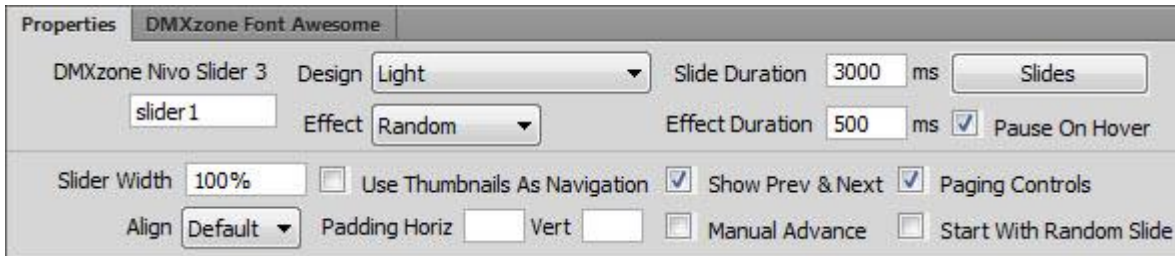 Properties DMXzone Font Awesome
DMXzone Nivo Slider 3 Design Light Slide Duration 3000 ms Slides
slider1 Effect Random Effect Duration 500 ms Pause On Hover
Slider Width 100% Use Thumbnails As Navigation Show Prev & Next Paging Controls
Align Default Padding Horiz Vert Manual Advance Start With Random Slide